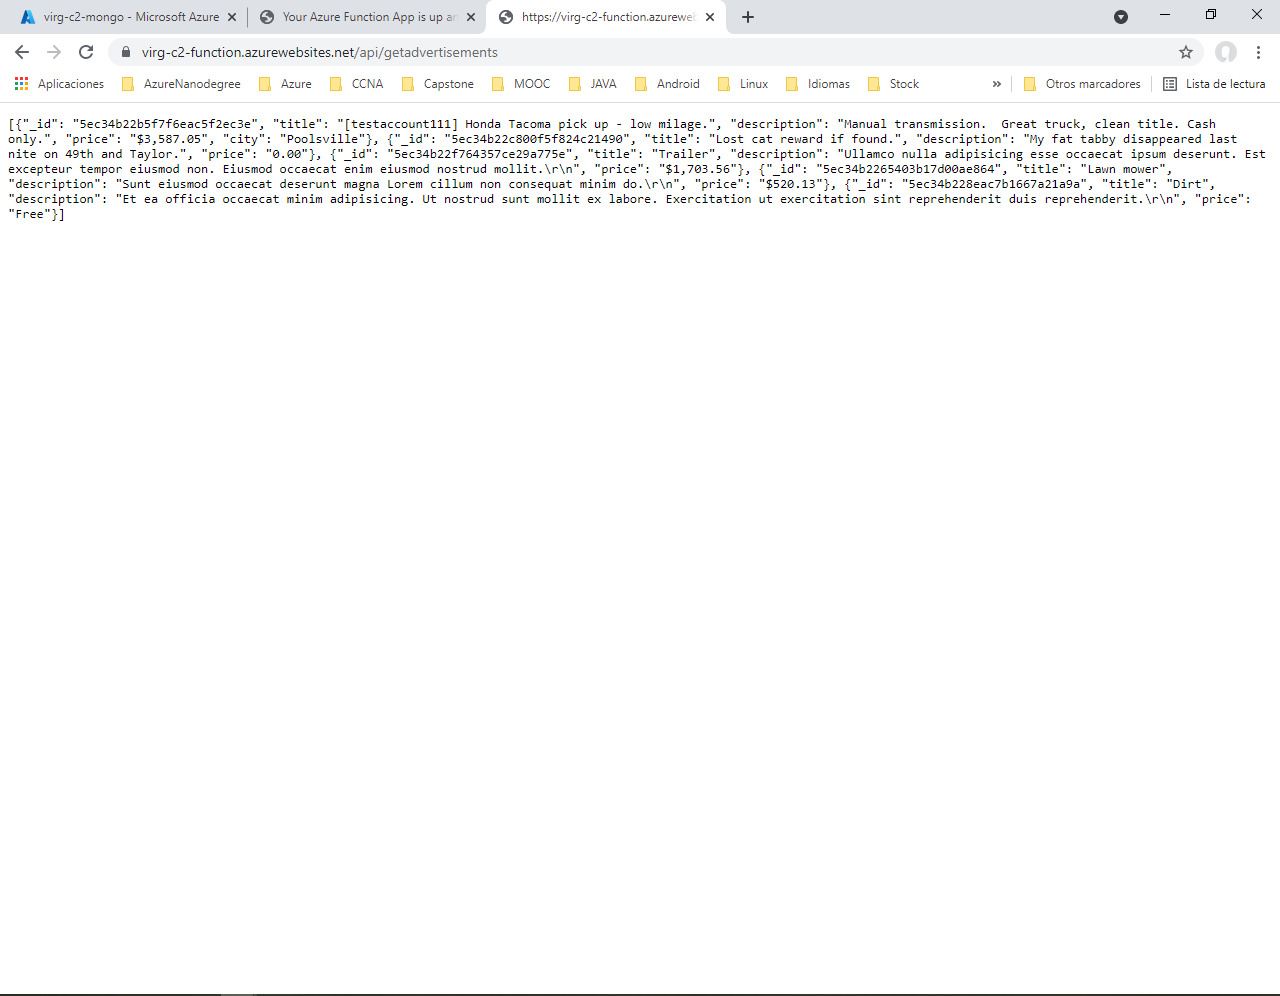 virg-c2-mongo - Microsoft Azure
Your Azure Function App is up an
https://virg-c2-function.azurewebs
virg-c2-function.azurewebsites.net/api/getadvertisements
Aplicaciones AzureNanodegree Azure CCNA Capstone MOOC JAVA Android Linux Idiomas Stock » Otros marcadores Lista de lectura
[{"_id": "5ec34b22b5f7f6eac5f2ec3e", "title": "[testaccount111] Honda Tacoma pick up - low milage.", "description": "Manual transmission.  Great truck, clean title. Cash
only.", "price": "$3,587.05", "city": "Poolsville"}, {"_id": "5ec34b22c800f5f824c21490", "title": "Lost cat reward if found.", "description": "My fat tabby disappeared last
nite on 49th and Taylor.", "price": "0.00"}, {"_id": "5ec34b22f764357ce29a775e", "title": "Trailer", "description": "Ullamco nulla adipisicing esse occaecat ipsum deserunt. Est
excepteur tempor eiusmod non. Eiusmod occaecat enim eiusmod nostrud mollit.\r\n", "price": "$1,703.56"}, {"_id": "5ec34b2265403b17d00ae864", "title": "Lawn mower",
"description": "Sunt eiusmod occaecat deserunt magna Lorem cillum non consequat minim do.\r\n", "price": "$520.13"}, {"_id": "5ec34b228eac7b1667a21a9a", "title": "Dirt",
"description": "Et ea officia occaecat minim adipisicing. Ut nostrud sunt mollit ex labore. Exercitation ut exercitation sint reprehenderit duis reprehenderit.\r\n", "price":
"Free"}]